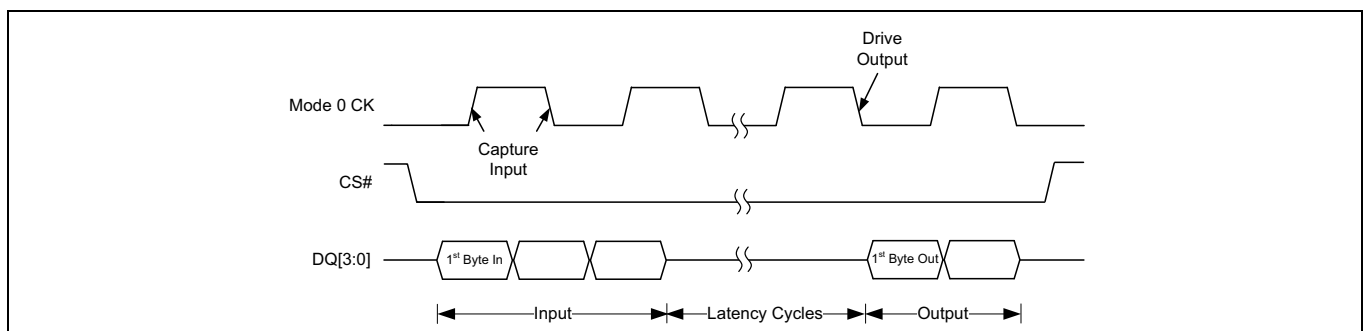 Drive
Output
Mode 0 CK
Capture
Input
CS#
DQ[3:0]
1st Byte In
1st Byte Out
Input
Latency Cycles
Output